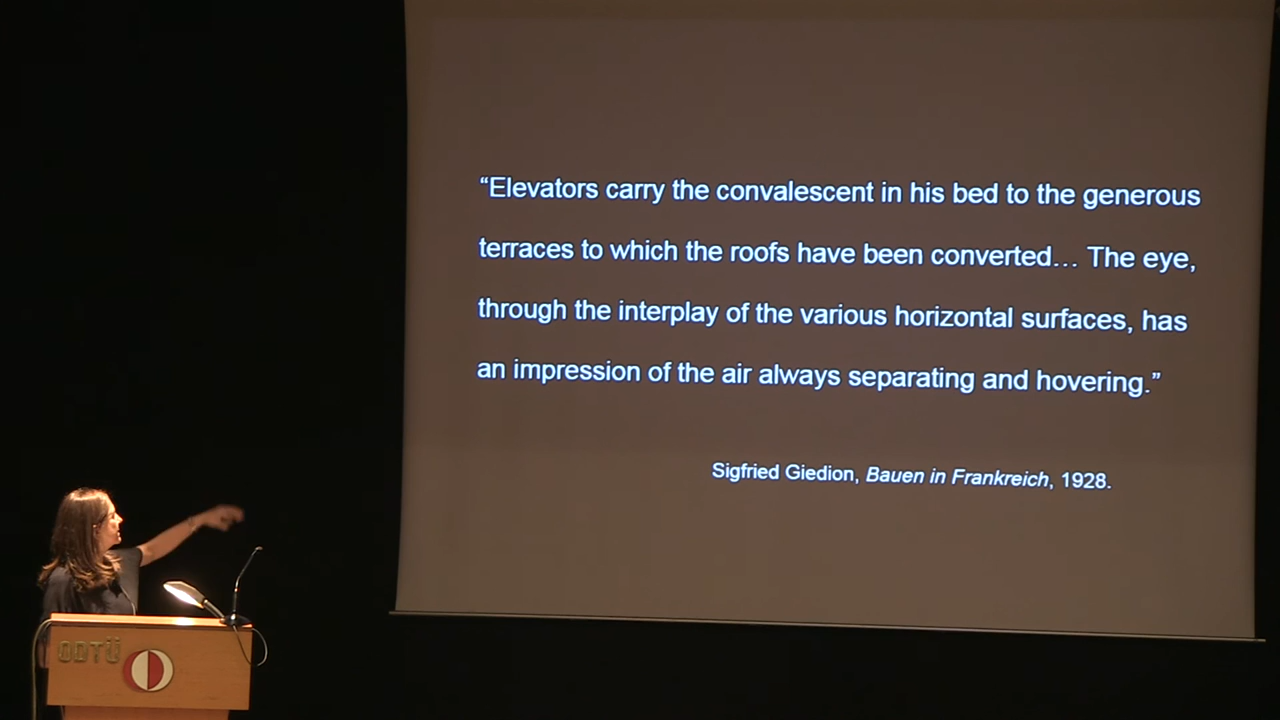 “Elevators carry the convalescent in his bed to the generous
terraces to which the roofs have been converted… The eye,
through the interplay of the various horizontal surfaces, has
an impression of the air always separating and hovering.”
Sigfried Giedion, Bauen in Frankreich, 1928.
ODTÜ